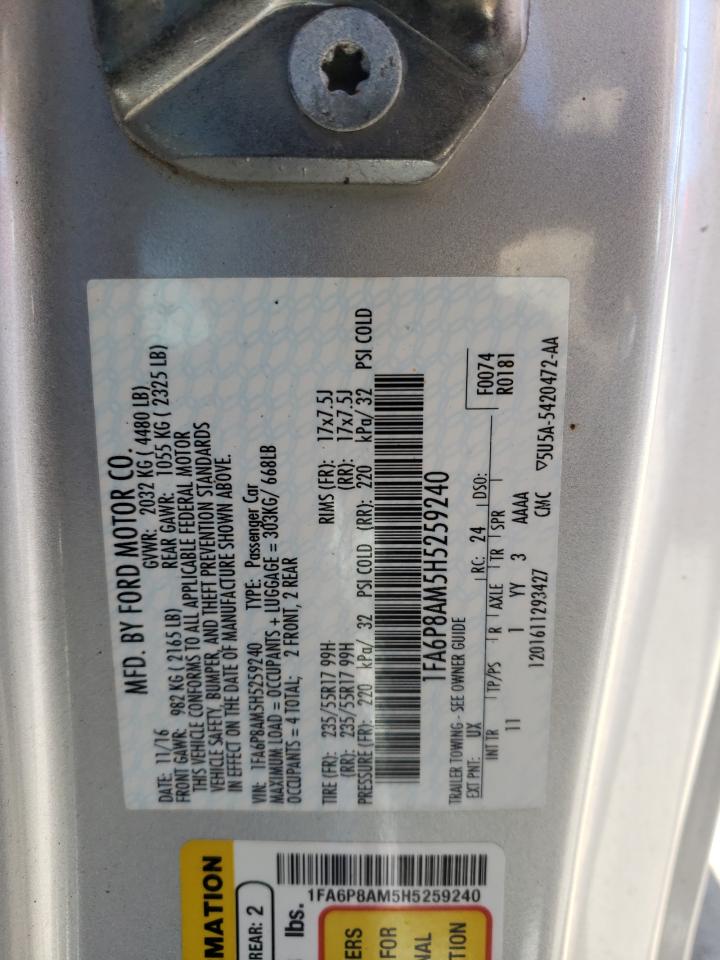 MFD. BY FORD MOTOR CO.
DATE: 11/16 GVWR: 2032 KG ( 4480 LB)
FRONT GAWR: 982 KG ( 2165 LB) REAR GAWR: 1055 KG ( 2325 LB)
THIS VEHICLE CONFORMS TO ALL APPLICABLE FEDERAL MOTOR
VEHICLE SAFETY, BUMPER, AND THEFT PREVENTION STANDARDS
IN EFFECT ON THE DATE OF MANUFACTURE SHOWN ABOVE.
VIN: 1FA6P8AM5H5259240 TYPE: Passenger Car
MAXIMUM LOAD = OCCUPANTS + LUGGAGE = 303KG/ 668LB
OCCUPANTS = 4 TOTAL; 2 FRONT, 2 REAR
TIRE (FR): 235/55R17 99H RIMS (FR): 17x7.5J
(RR): 235/55R17 99H (RR): 17x7.5J
PRESSURE (FR): 220 kPa/ 32 PSI COLD (RR): 220 kPa/ 32 PSI COLD
1FA6P8AM5H5259240
TRAILER TOWING - SEE OWNER GUIDE F0074
EXT PNT: UX RC: 24 DSO: R0181
INT TR TP/PS R AXLE TR SPR
11 1 YY 3 AAAA
1201611293427 CMC ▽5U5A-5420472-AA
MATION
REAR: 2
lbs.
1FA6P8AM5H5259240
ERS
FOR
NAL
TION